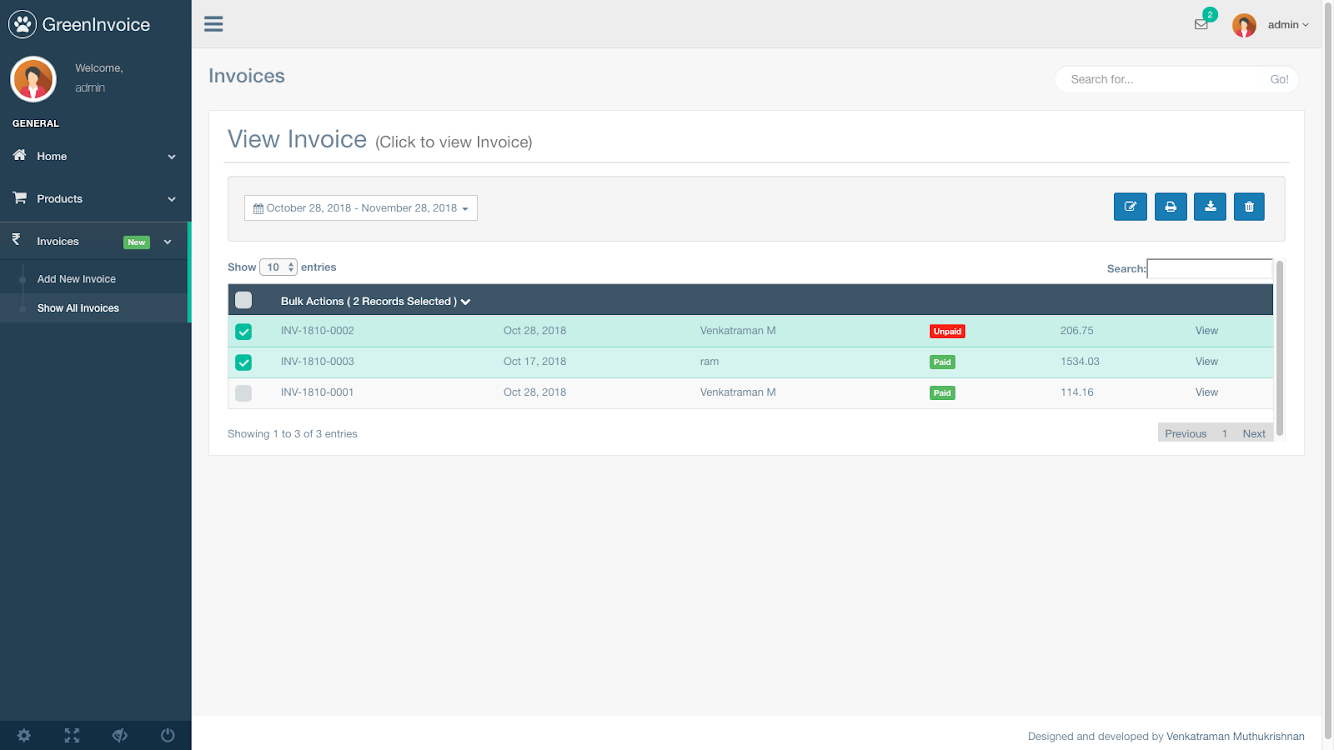 GreenInvoice
2
admin
Welcome,
admin
Invoices
Search for...
Go!
GENERAL
Home
Products
Invoices
New
Add New Invoice
Show All Invoices
View Invoice (Click to view Invoice)
October 28, 2018 - November 28, 2018
Show 10 entries
Search:
Bulk Actions ( 2 Records Selected )
INV-1810-0002 Oct 28, 2018 Venkatraman M Unpaid 206.75 View
INV-1810-0003 Oct 17, 2018 ram Paid 1534.03 View
INV-1810-0001 Oct 28, 2018 Venkatraman M Paid 114.16 View
Showing 1 to 3 of 3 entries
Previous 1 Next
Designed and developed by Venkatraman Muthukrishnan